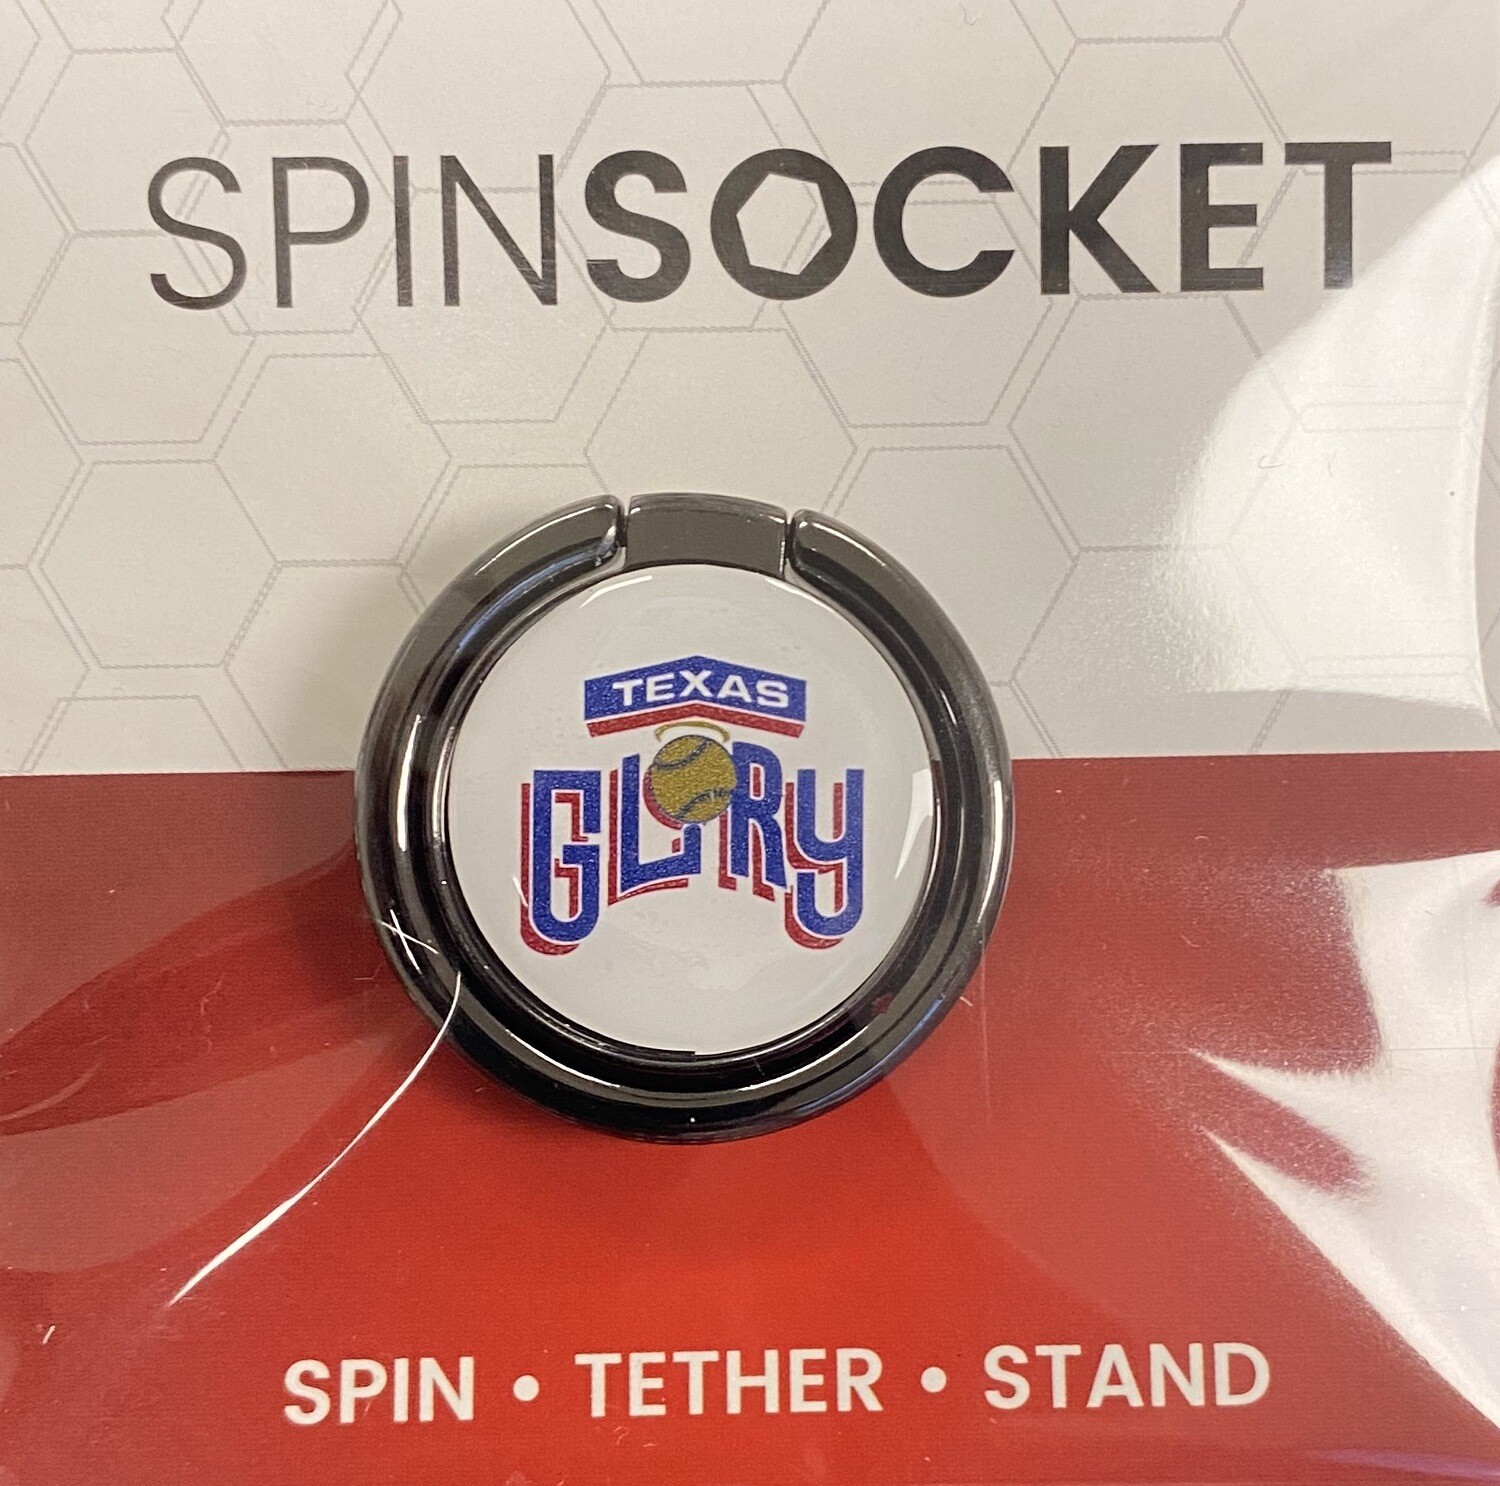 SPINSOCKET
TEXAS
GLORY
SPIN • TETHER • STAND